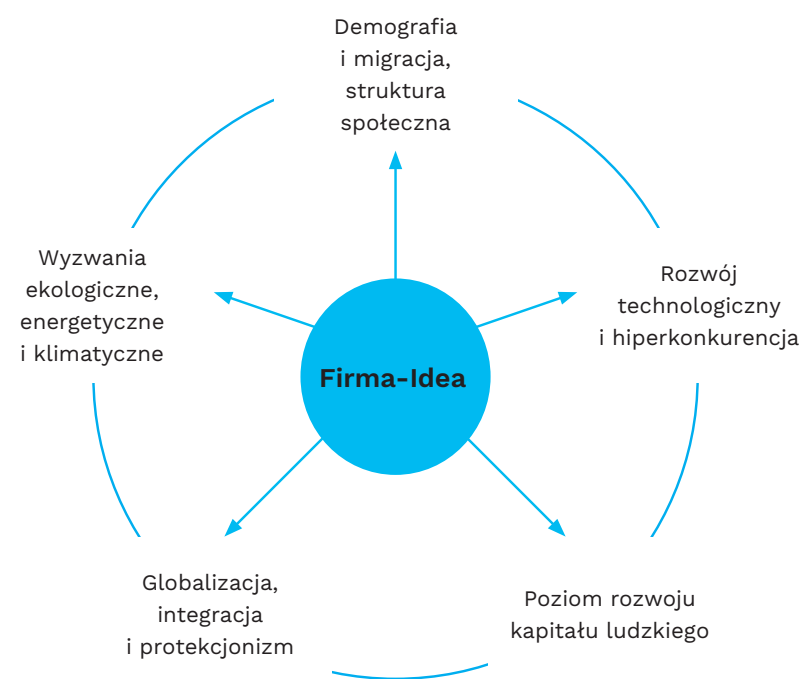 Demografia
i migracja,
struktura
społeczna
Wyzwania
ekologiczne,
energetyczne
i klimatyczne
Rozwój
technologiczny
i hiperkonkurencja
Firma-Idea
Globalizacja,
integracja
i protekcjonizm
Poziom rozwoju
kapitału ludzkiego